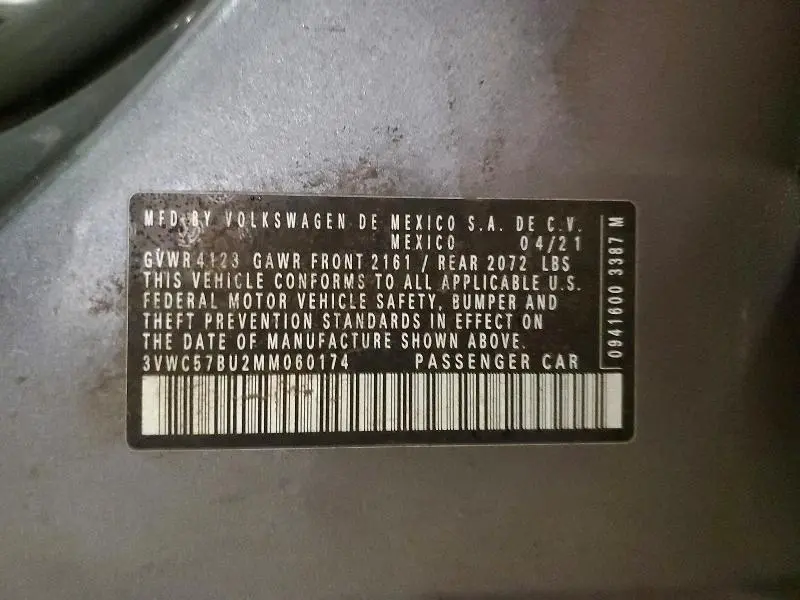 MFD BY VOLKSWAGEN DE MEXICO S.A. DE C.V.
MEXICO 04/21
GVWR 4123 GAWR FRONT 2161 / REAR 2072 LBS
THIS VEHICLE CONFORMS TO ALL APPLICABLE U.S.
FEDERAL MOTOR VEHICLE SAFETY, BUMPER AND
THEFT PREVENTION STANDARDS IN EFFECT ON
THE DATE OF MANUFACTURE SHOWN ABOVE.
3VWC57BU2MM060174 PASSENGER CAR
0941600 3387 M